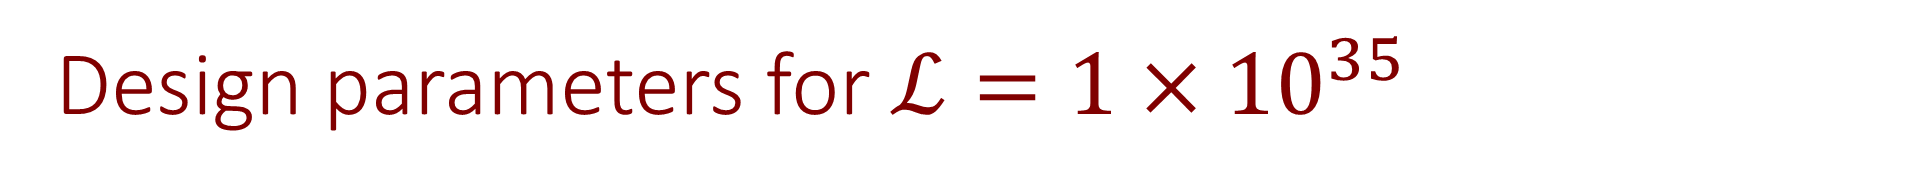 Design parameters for ℒ = 1 × 10³⁵